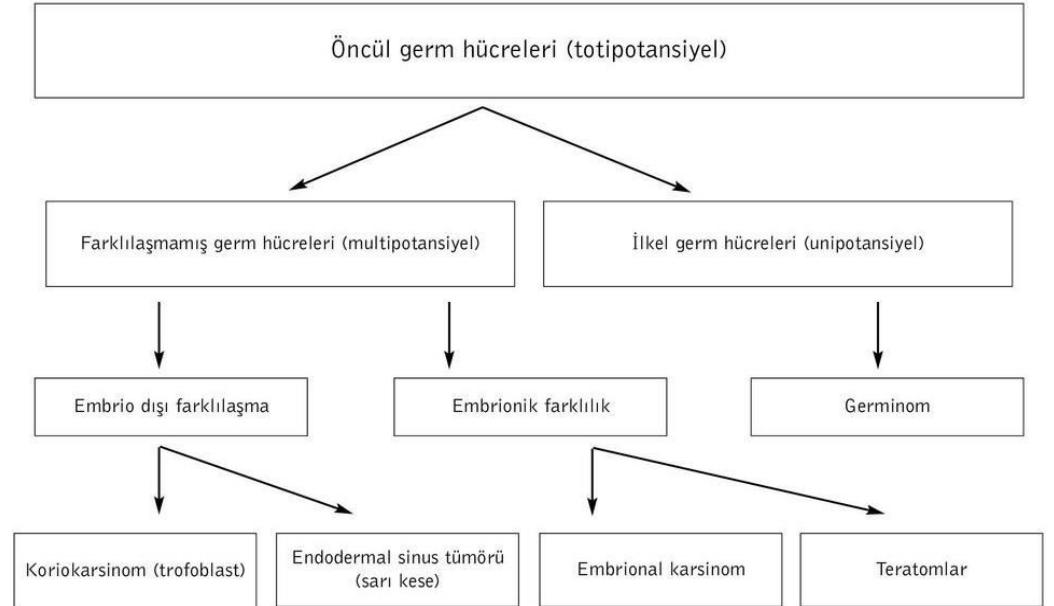 Öncül germ hücreleri (totipotansiyel)
Farklılaşmamış germ hücreleri (multipotansiyel)
İlkel germ hücreleri (unipotansiyel)
Embrio dışı farklılaşma
Embrionik farklılık
Germinom
Koriokarsinom (trofoblast)
Endodermal sinus tümörü
(sarı kese)
Embrional karsinom
Teratomlar